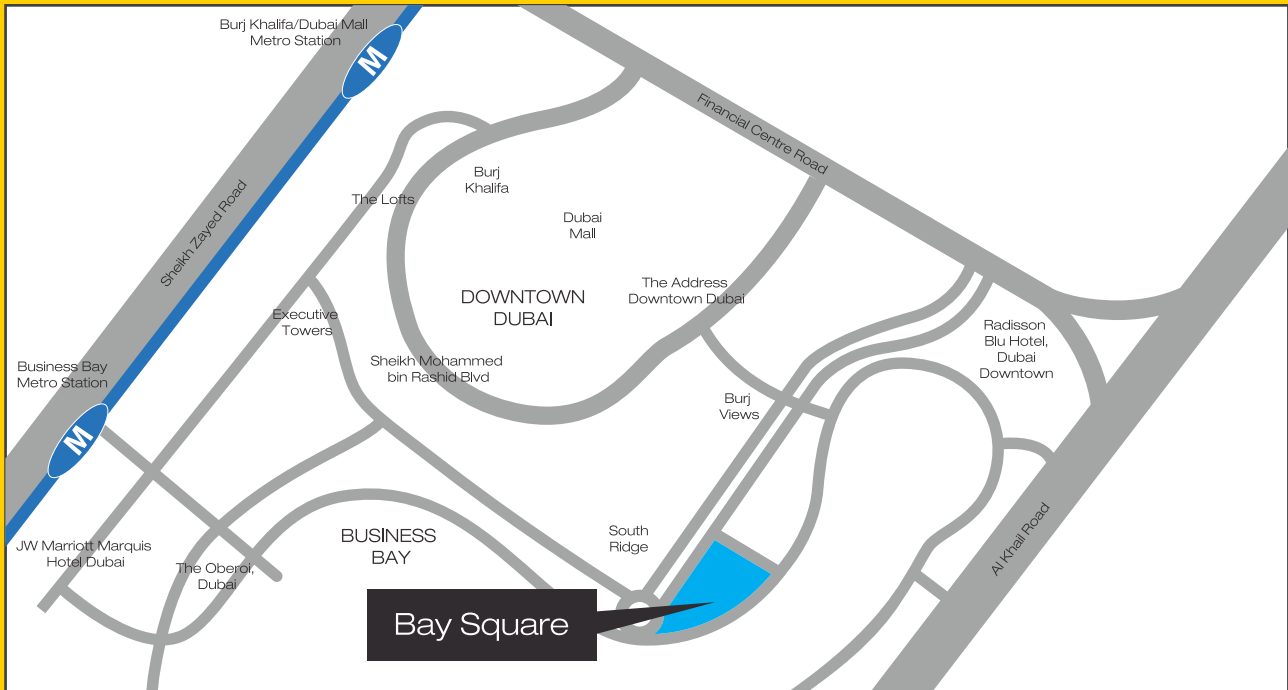 Burj Khalifa/Dubai Mall
Metro Station
M
Financial Centre Road
Burj
Khalifa
The Lofts
Sheikh Zayed Road
Dubai
Mall
The Address
Downtown Dubai
DOWNTOWN
DUBAI
Executive
Towers
Radisson
Blu Hotel,
Dubai
Downtown
Sheikh Mohammed
bin Rashid Blvd
Business Bay
Metro Station
M
Burj
Views
South
Ridge
BUSINESS
BAY
JW Marriott Marquis
Hotel Dubai
The Oberoi,
Dubai
Al Khail Road
Bay Square